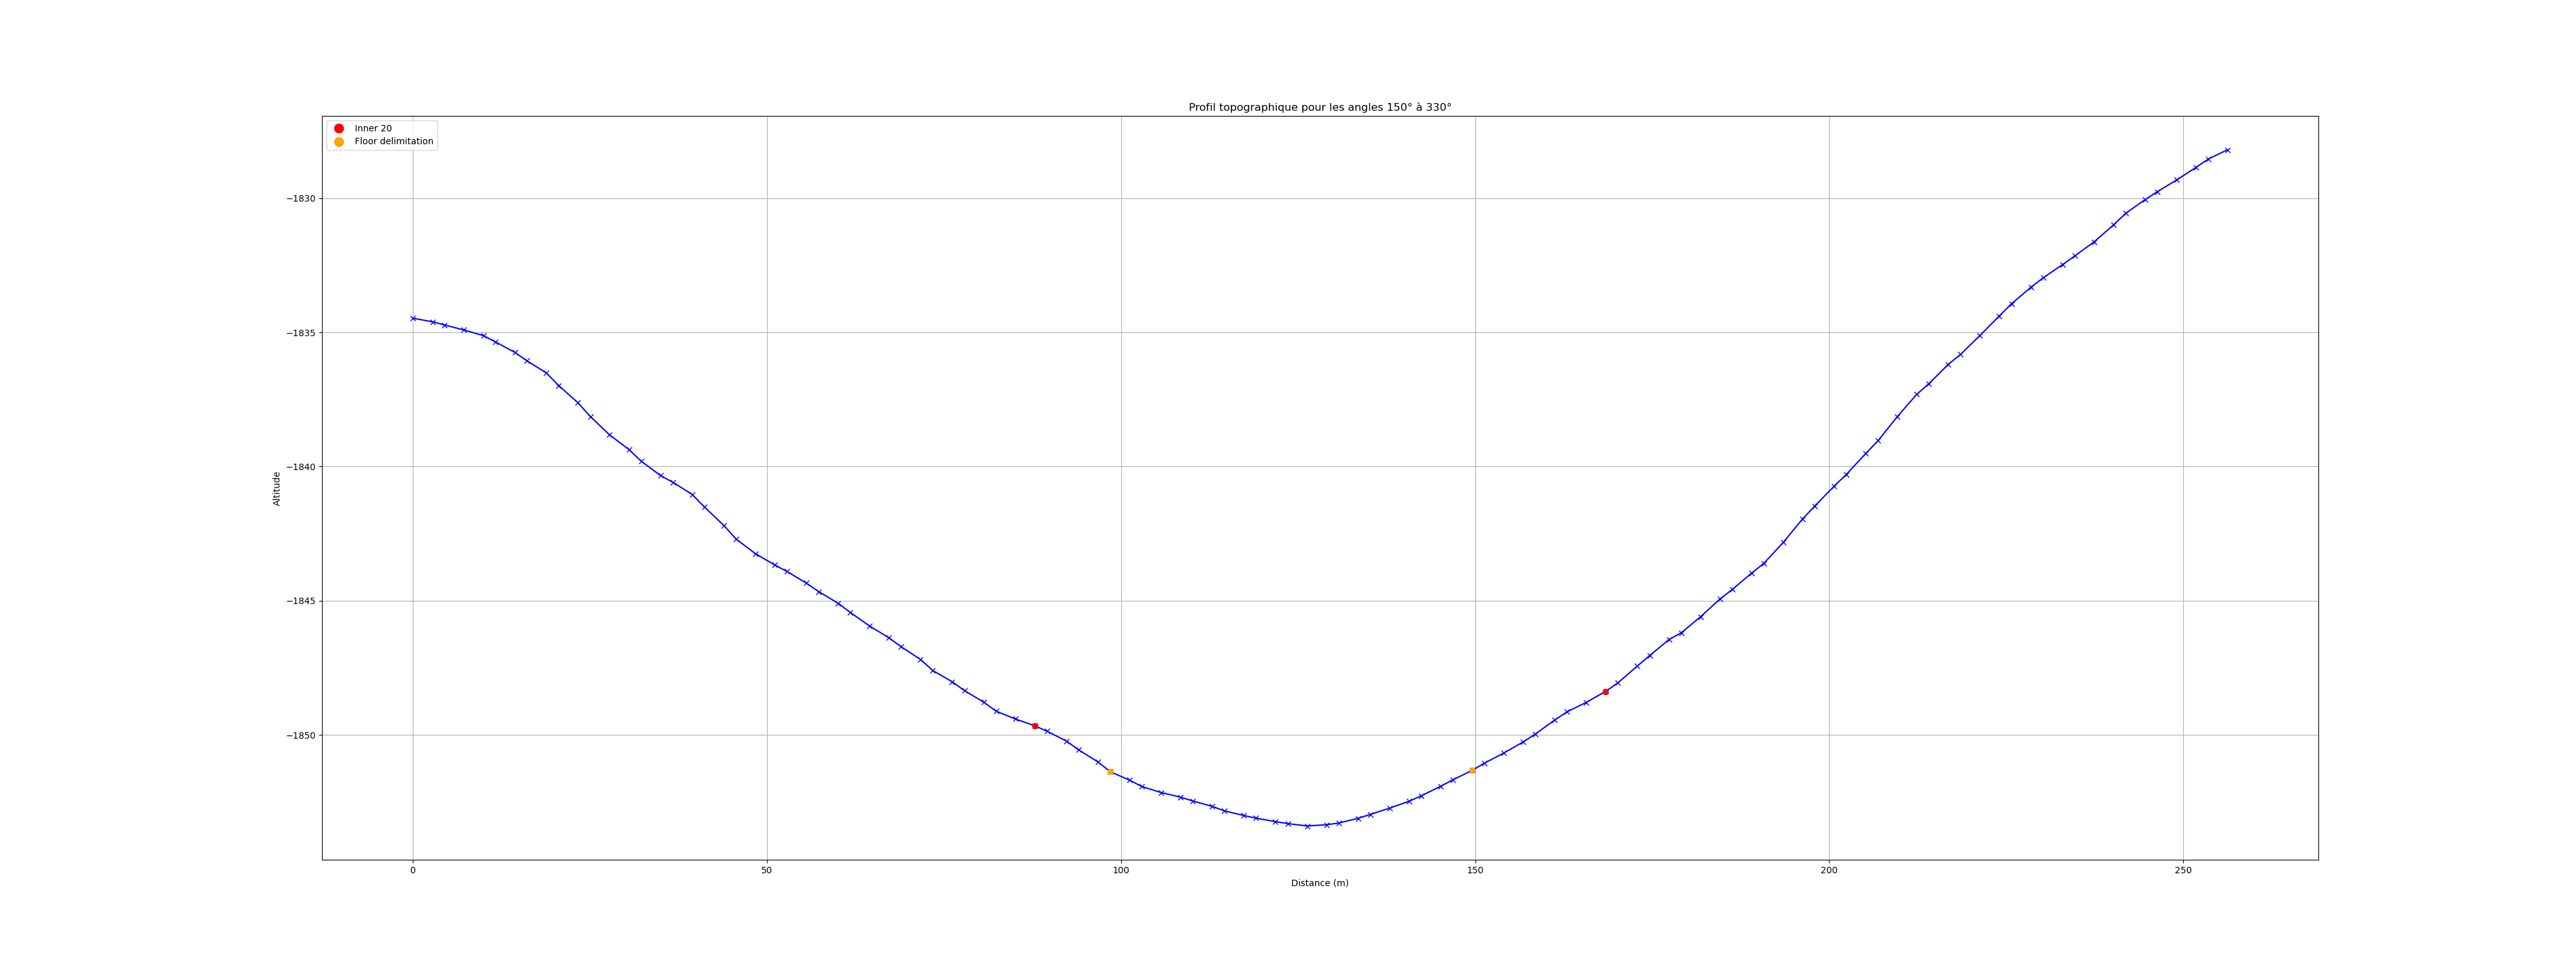 Profil topographique pour les angles 150° à 330°
Inner 20
Floor delimitation
Altitude
−1830
−1835
−1840
−1845
−1850
0
50
100
150
200
250
Distance (m)